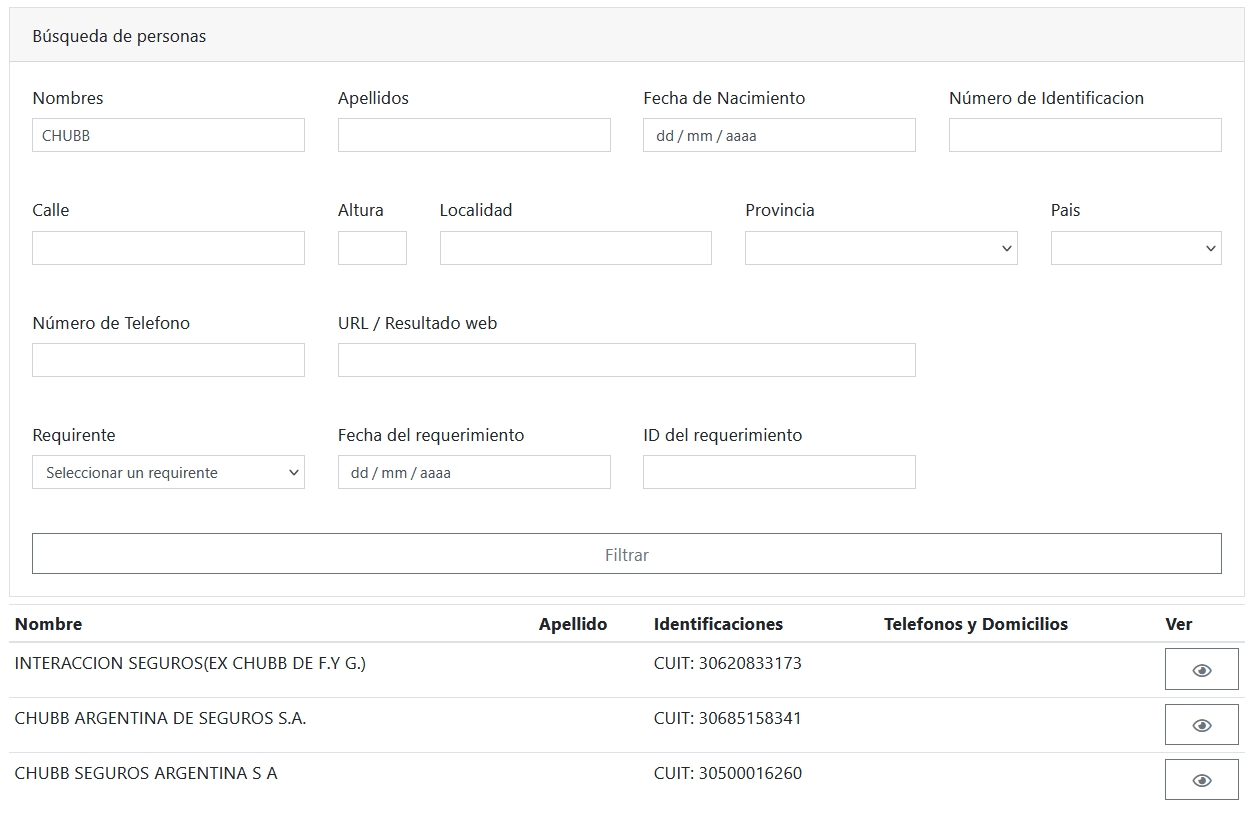 Búsqueda de personas
Nombres Apellidos Fecha de Nacimiento Número de Identificacion
CHUBB dd / mm / aaaa
Calle Altura Localidad Provincia Pais
Número de Telefono URL / Resultado web
Requirente Fecha del requerimiento ID del requerimiento
Seleccionar un requirente dd / mm / aaaa
Filtrar
Nombre Apellido Identificaciones Telefonos y Domicilios Ver
INTERACCION SEGUROS(EX CHUBB DE F.Y G.) CUIT: 30620833173
CHUBB ARGENTINA DE SEGUROS S.A. CUIT: 30685158341
CHUBB SEGUROS ARGENTINA S A CUIT: 30500016260